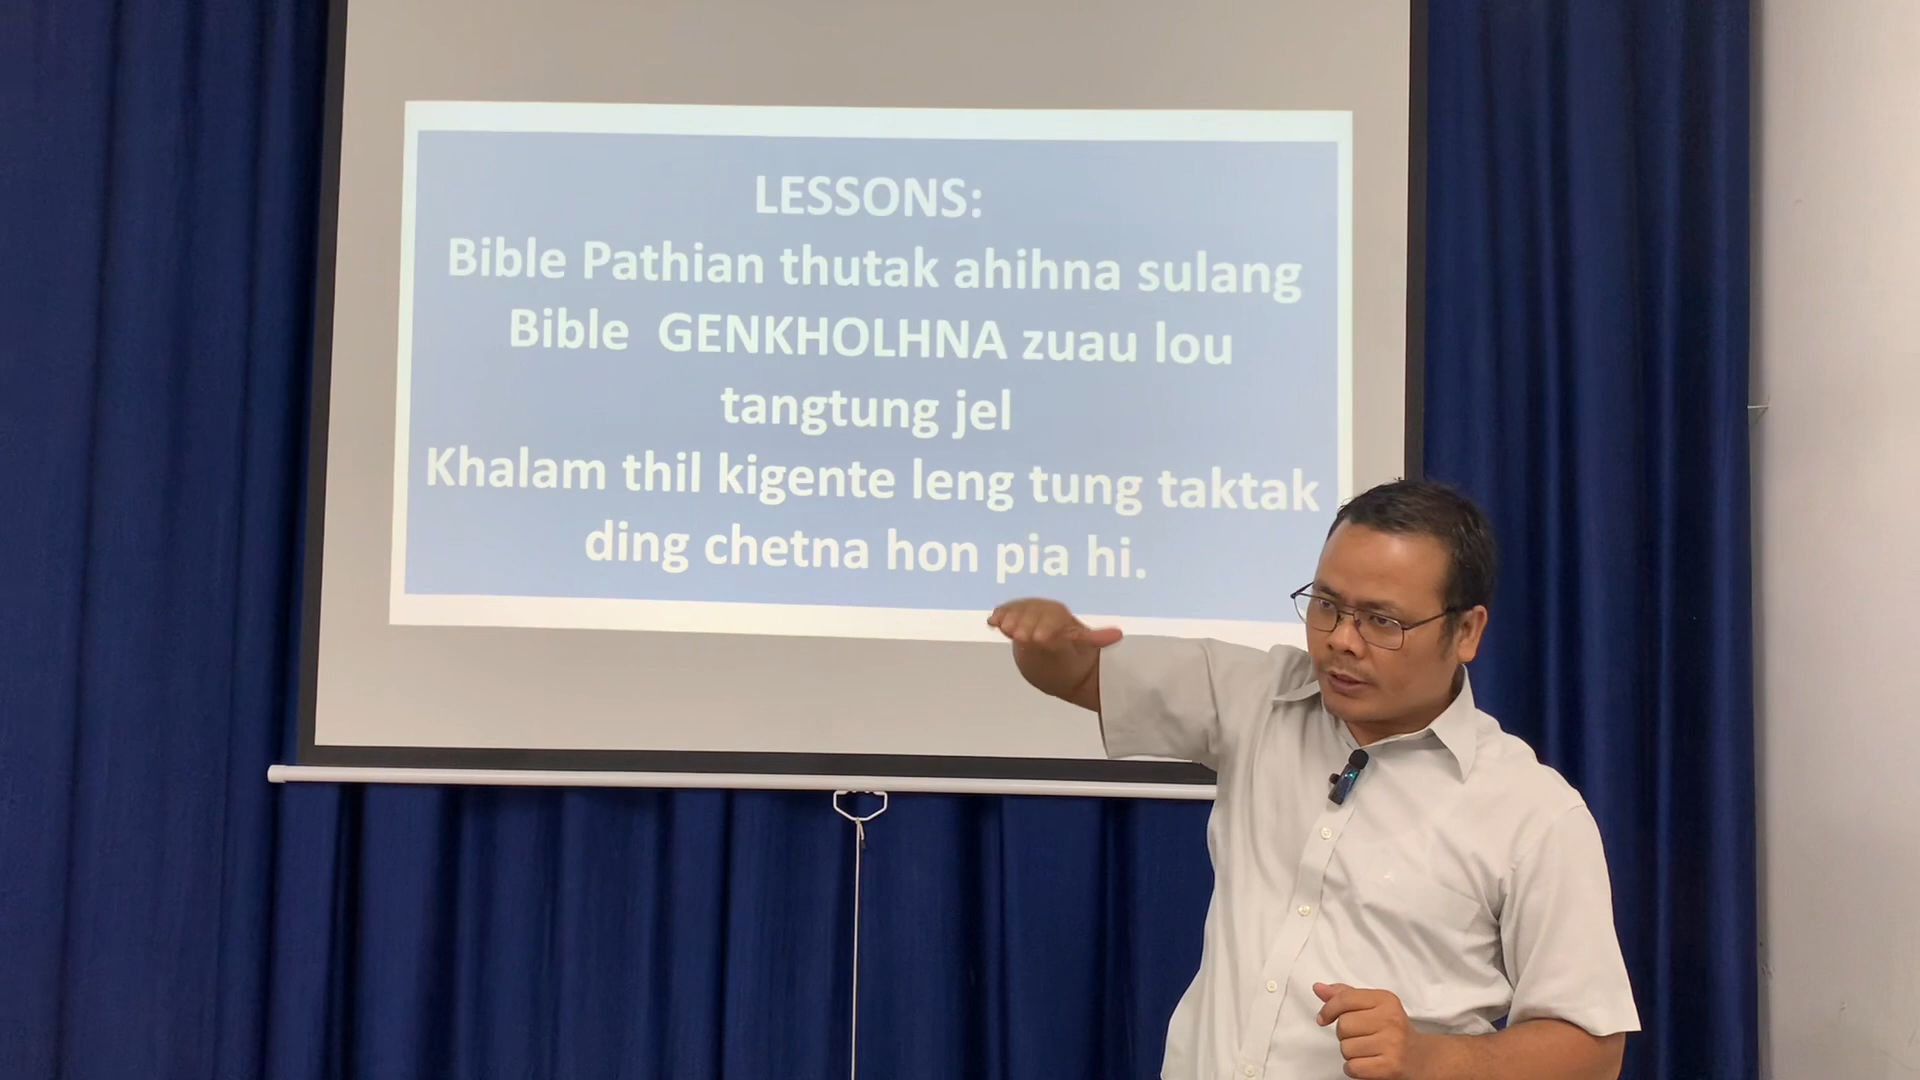 LESSONS:
Bible Pathian thutak ahihna sulang
Bible GENKHOLHNA zuau lou
tangtung jel
Khalam thil kigente leng tung taktak
ding chetna hon pia hi.